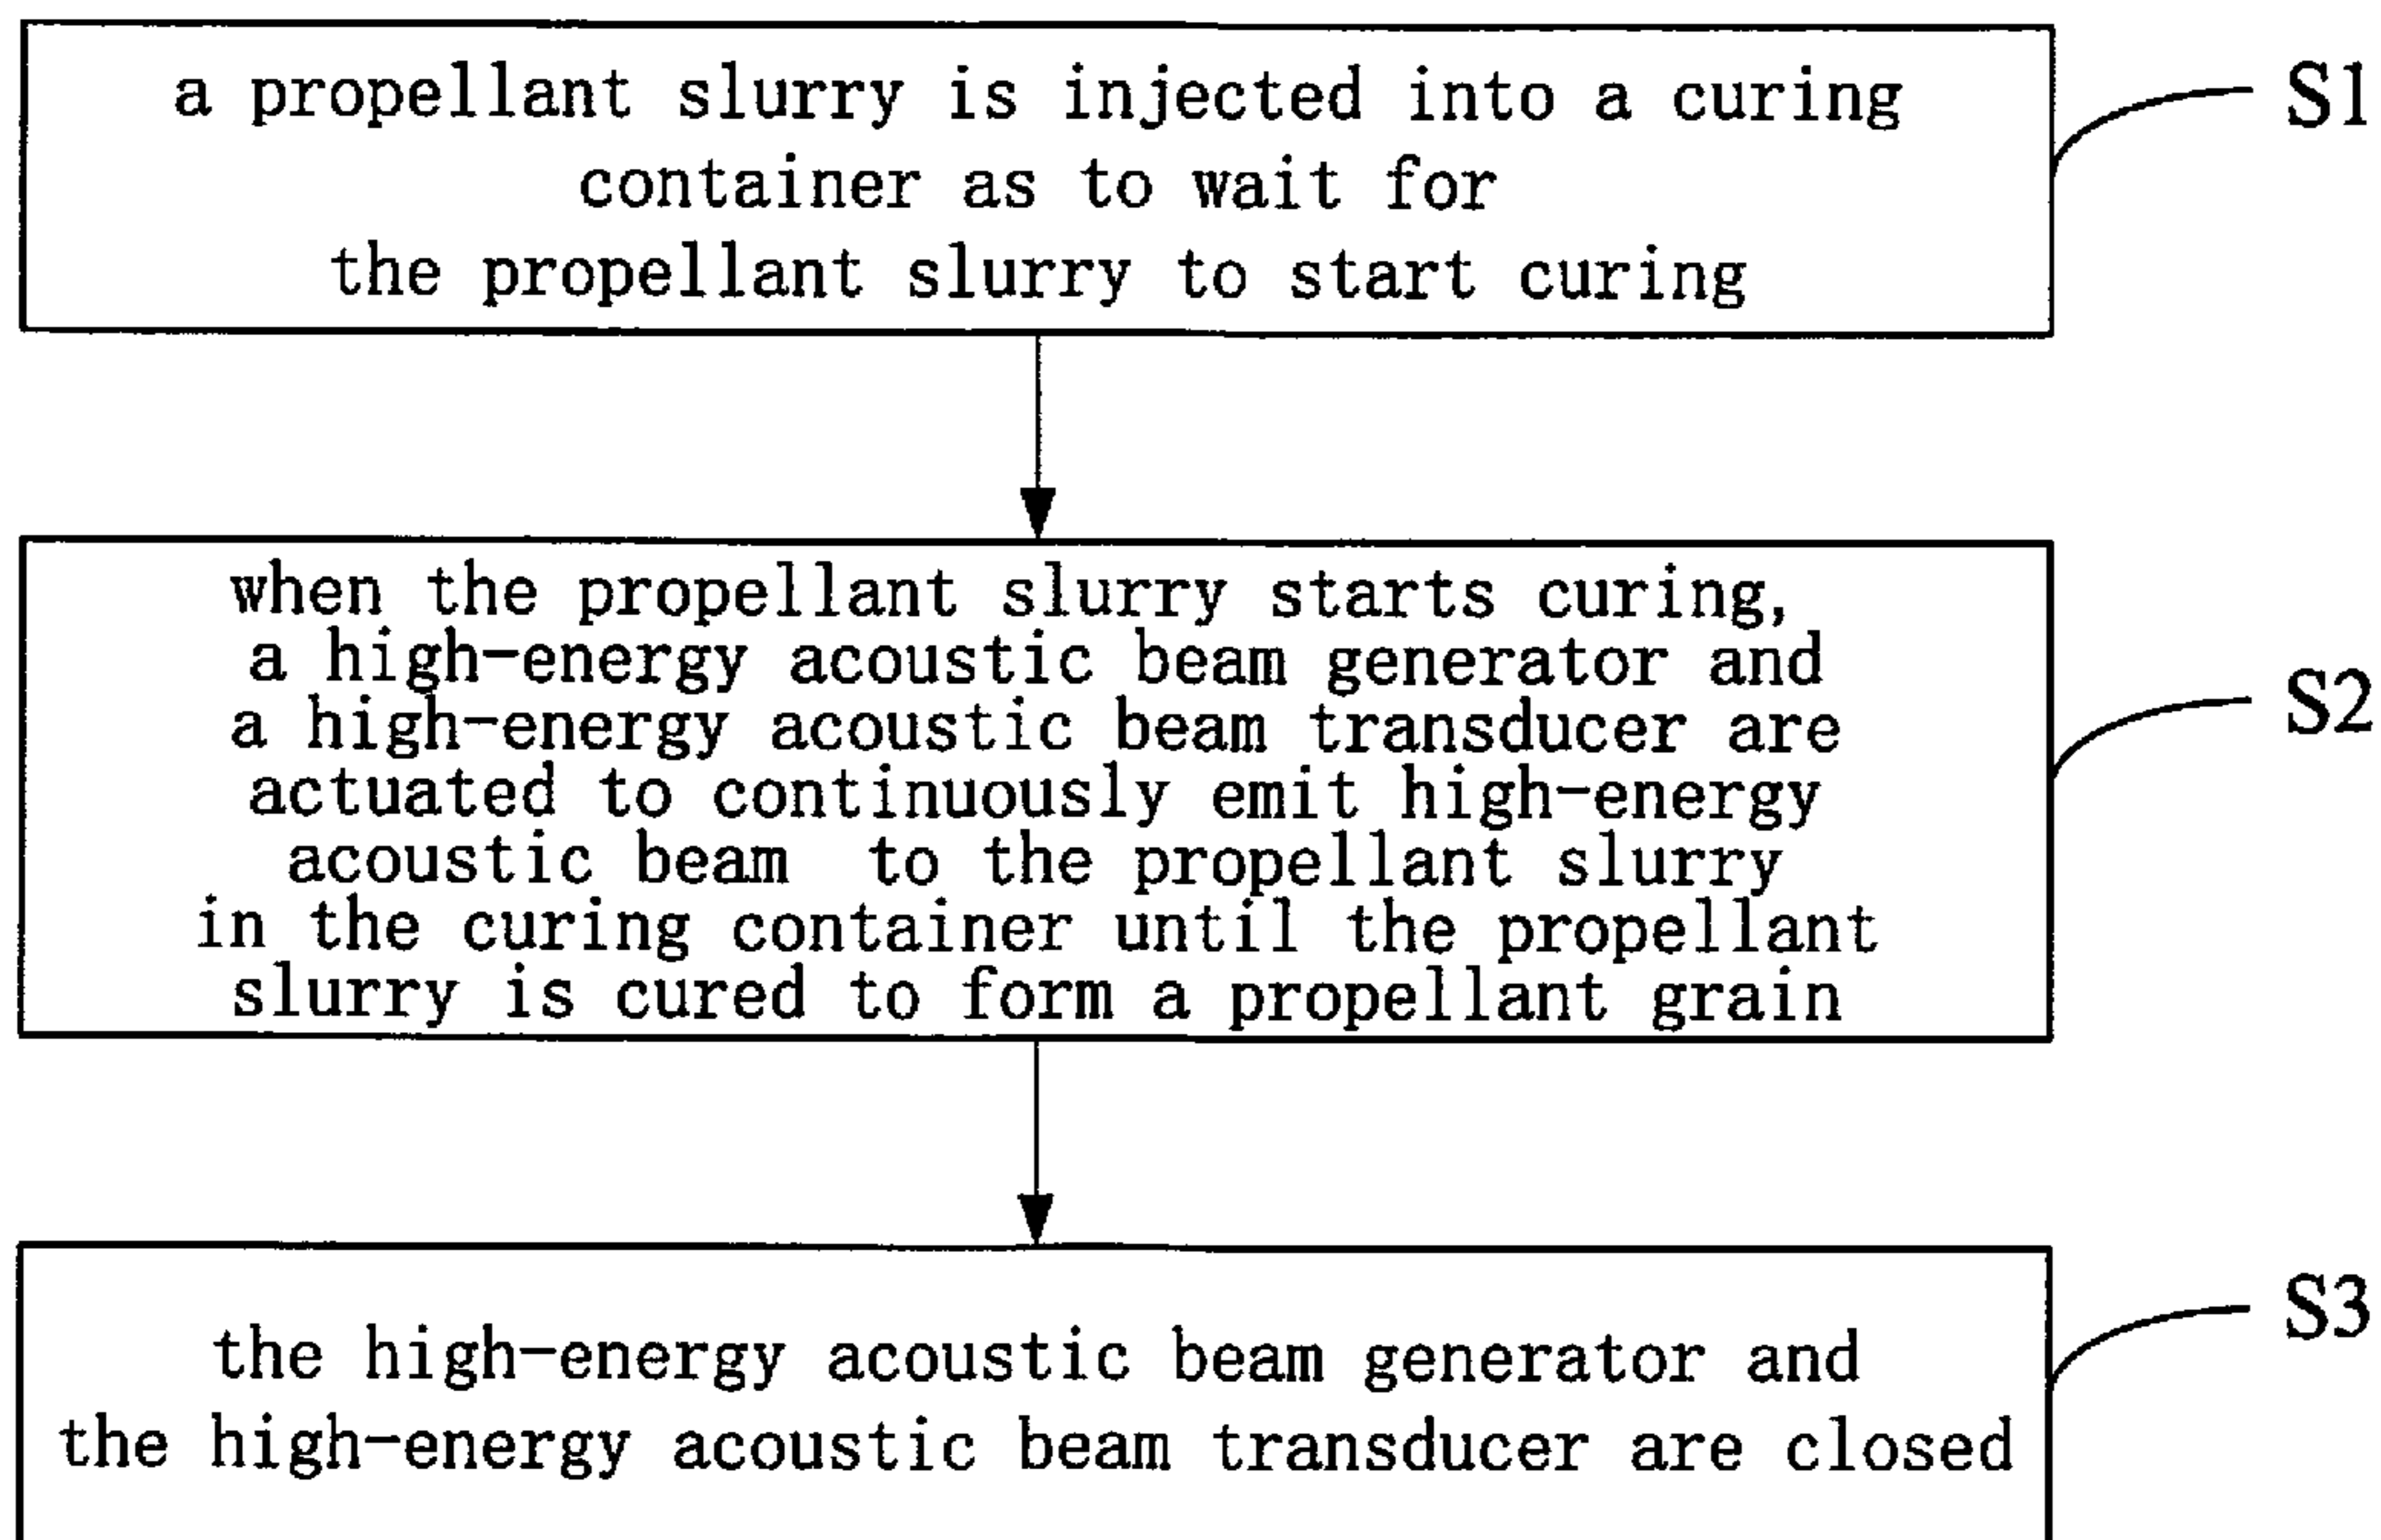 a propellant slurry is injected into a curing
container as to wait for
the propellant slurry to start curing
S1
when the propellant slurry starts curing,
a high-energy acoustic beam generator and
a high-energy acoustic beam transducer are
actuated to continuously emit high-energy
acoustic beam to the propellant slurry
in the curing container until the propellant
slurry is cured to form a propellant grain
S2
the high-energy acoustic beam generator and
the high-energy acoustic beam transducer are closed
S3